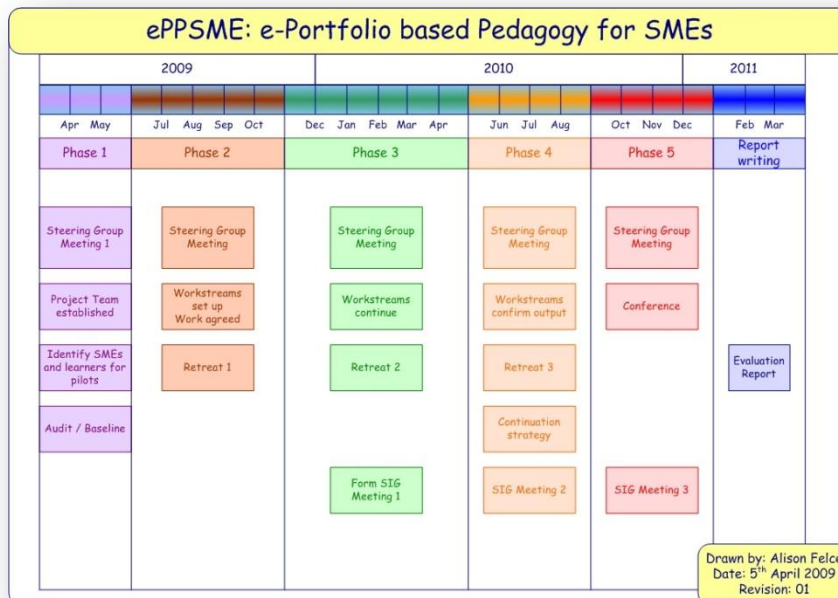 ePPSME: e-Portfolio based Pedagogy for SMEs
2009 2010 2011
Apr May Jul Aug Sep Oct Dec Jan Feb Mar Apr Jun Jul Aug Oct Nov Dec Feb Mar
Phase 1
Phase 2
Phase 3
Phase 4
Phase 5
Report
writing
Steering Group
Meeting 1
Steering Group
Meeting
Steering Group
Meeting
Steering Group
Meeting
Steering Group
Meeting
Project Team
established
Workstreams
set up
Work agreed
Workstreams
continue
Workstreams
confirm output
Conference
Identify SMEs
and learners for
pilots
Retreat 1
Retreat 2
Retreat 3
Evaluation
Report
Audit / Baseline
Continuation
strategy
Form SIG
Meeting 1
SIG Meeting 2
SIG Meeting 3
Drawn by: Alison Felce
Date: 5th April 2009
Revision: 01